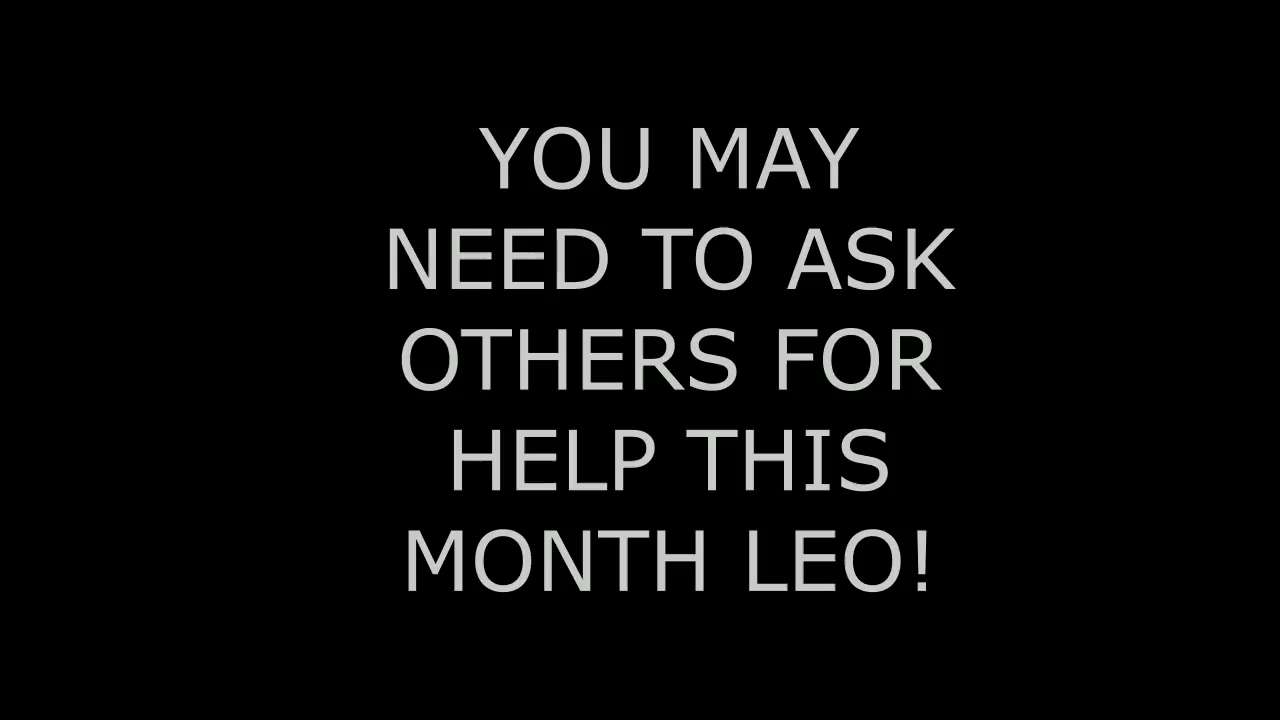 YOU MAY
NEED TO ASK
OTHERS FOR
HELP THIS
MONTH LEO!